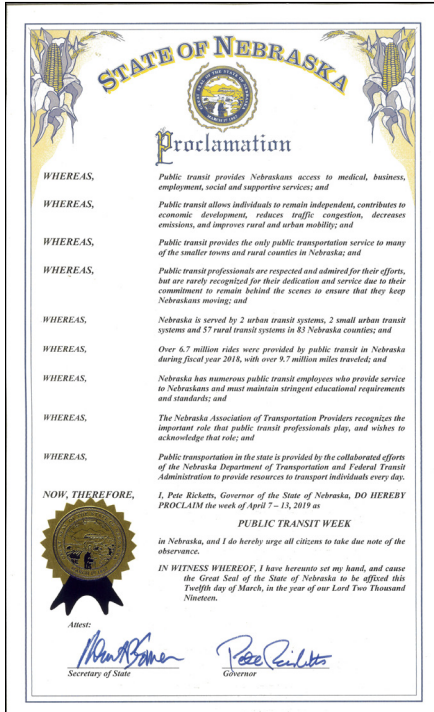 STATE OF NEBRASKA
Proclamation
WHEREAS, Public transit provides Nebraskans access to medical, business,
employment, social and supportive services; and
WHEREAS, Public transit allows individuals to remain independent, contributes to
economic development, reduces traffic congestion, decreases
emissions, and improves rural and urban mobility; and
WHEREAS, Public transit provides the only public transportation service to many
of the smaller towns and rural counties in Nebraska; and
WHEREAS, Public transit professionals are respected and admired for their efforts,
but are rarely recognized for their dedication and service due to their
commitment to remain behind the scenes to ensure that they keep
Nebraskans moving; and
WHEREAS, Nebraska is served by 2 urban transit systems, 2 small urban transit
systems and 57 rural transit systems in 83 Nebraska counties; and
WHEREAS, Over 6.7 million rides were provided by public transit in Nebraska
during fiscal year 2018, with over 9.7 million miles traveled; and
WHEREAS, Nebraska has numerous public transit employees who provide service
to Nebraskans and must maintain stringent educational requirements
and standards; and
WHEREAS, The Nebraska Association of Transportation Providers recognizes the
important role that public transit professionals play, and wishes to
acknowledge that role; and
WHEREAS, Public transportation in the state is provided by the collaborated efforts
of the Nebraska Department of Transportation and Federal Transit
Administration to provide resources to transport individuals every day.
NOW, THEREFORE, I, Pete Ricketts, Governor of the State of Nebraska, DO HEREBY
PROCLAIM the week of April 7 – 13, 2019 as
PUBLIC TRANSIT WEEK
in Nebraska, and I do hereby urge all citizens to take due note of the
observance.
IN WITNESS WHEREOF, I have hereunto set my hand, and cause
the Great Seal of the State of Nebraska to be affixed this
Twelfth day of March, in the year of our Lord Two Thousand
Nineteen.
Attest:
Pete Ricketts
Secretary of State Governor